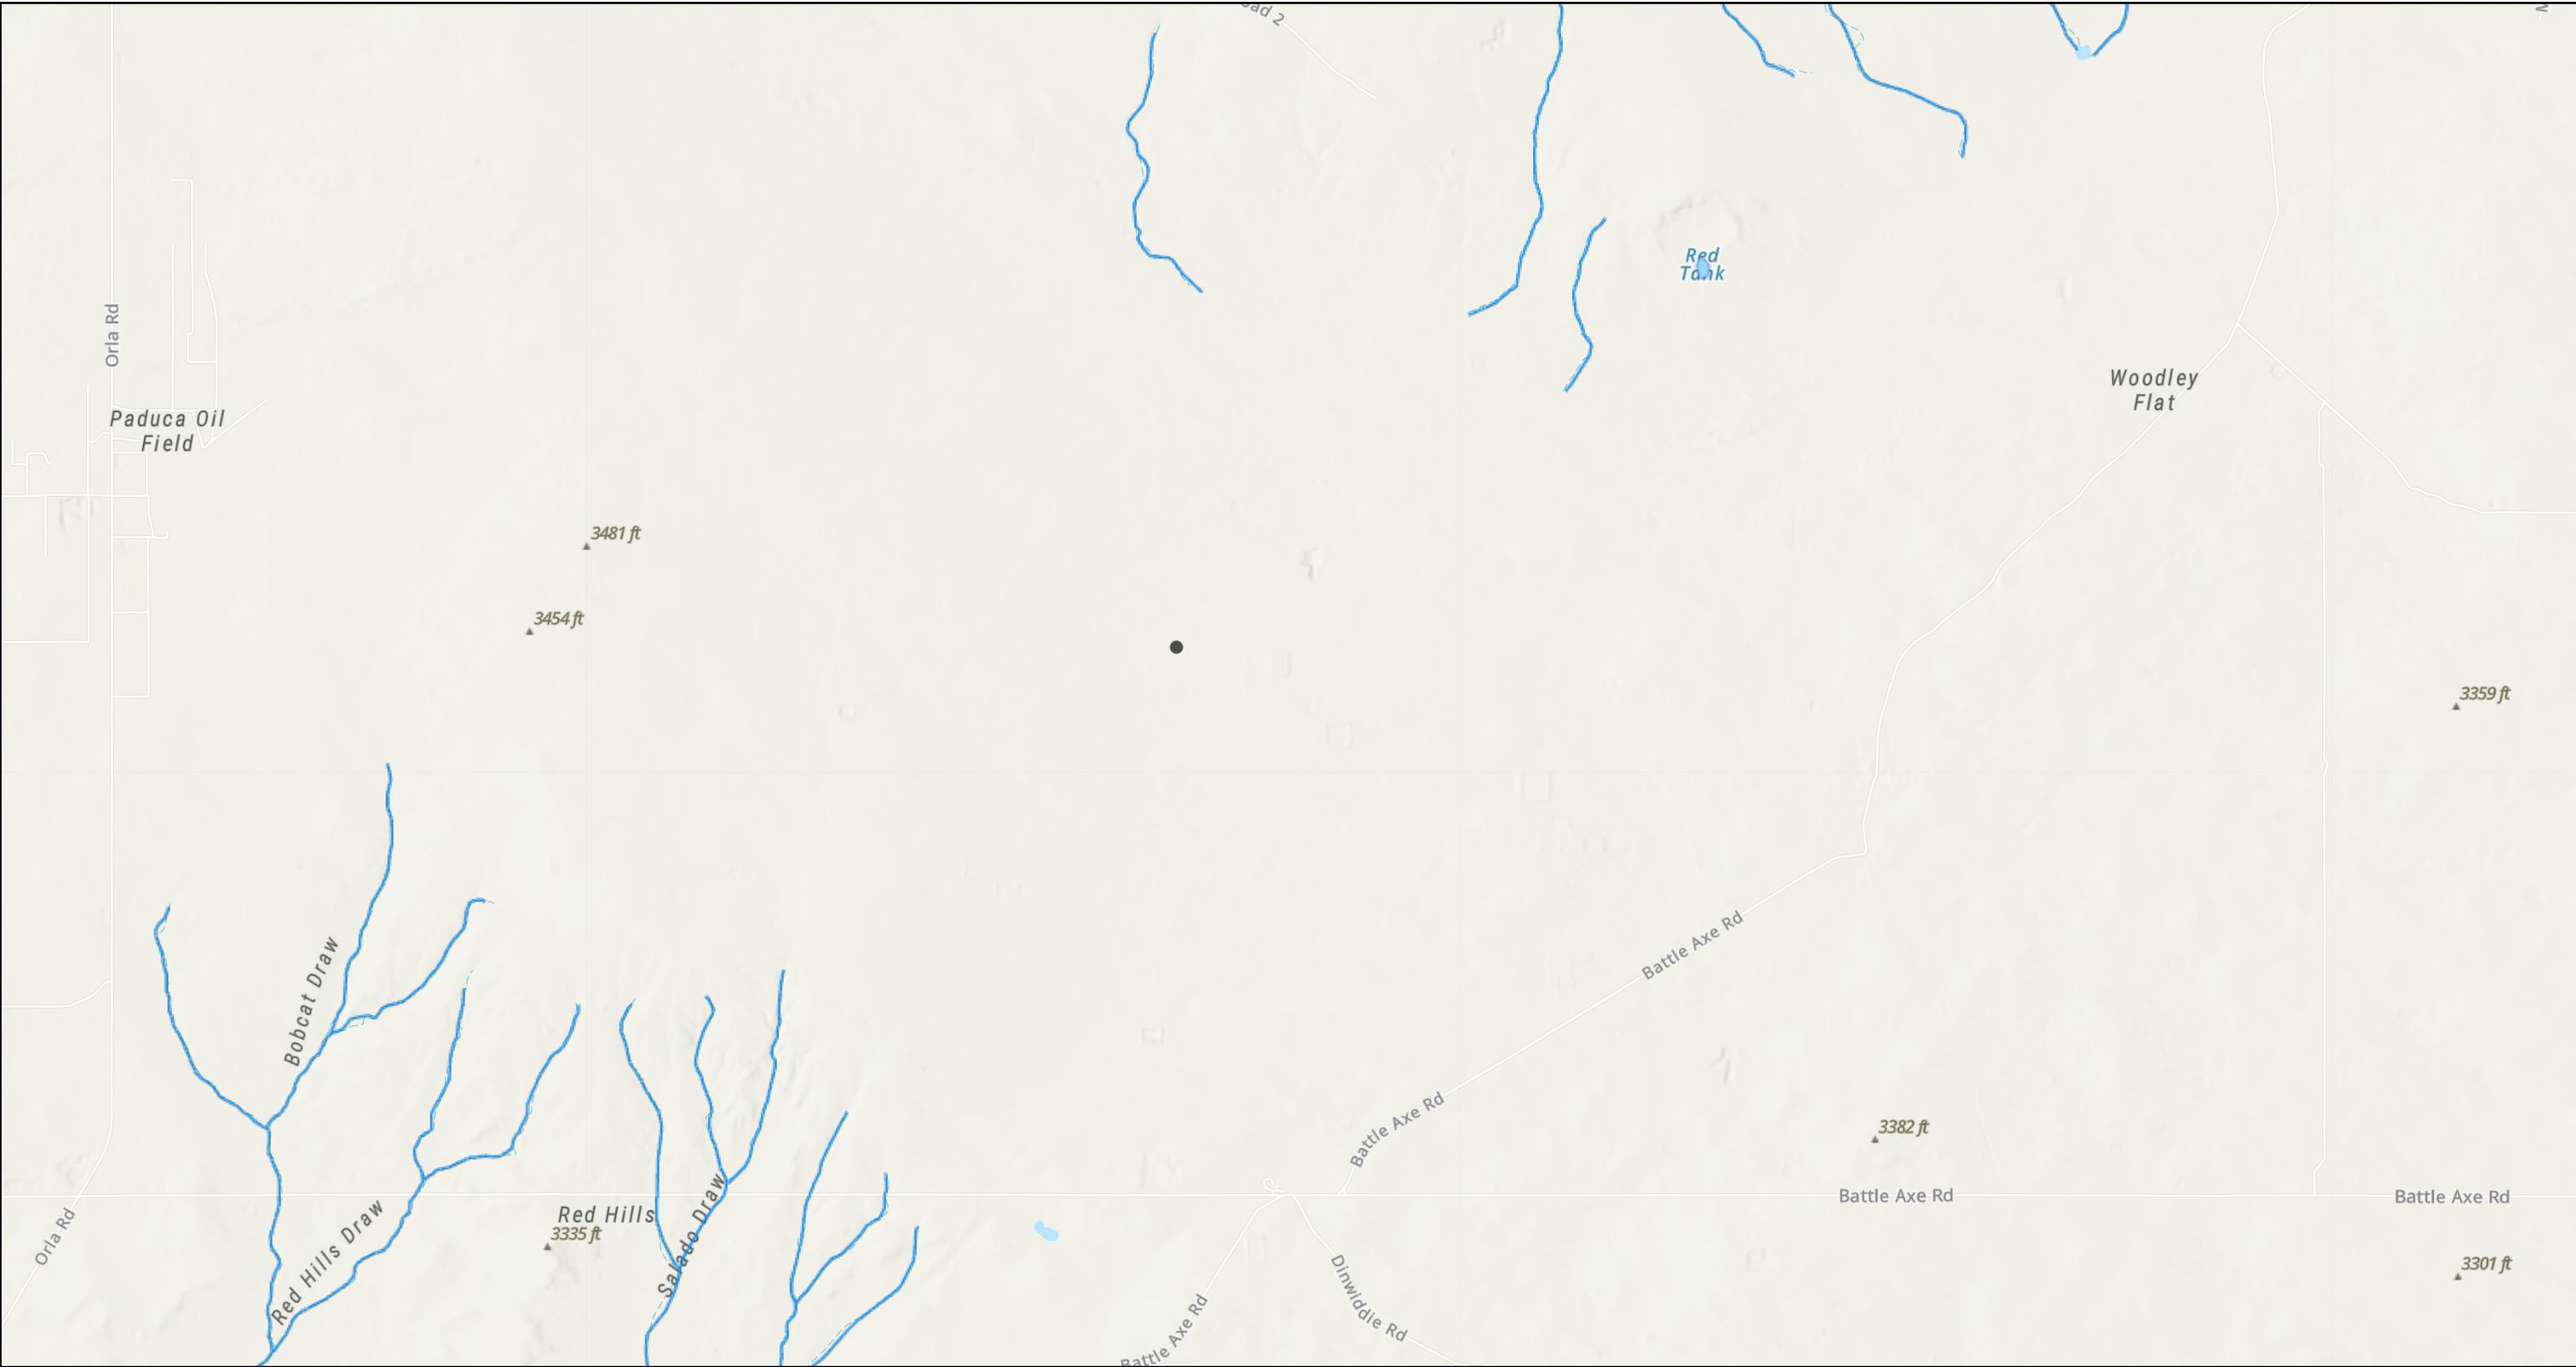 oad 2
Orla Rd
Red
Tank
Woodley
Flat
Paduca Oil
Field
3481 ft
3454 ft
3359 ft
Bobcat Draw
Battle Axe Rd
Battle Axe Rd
3382 ft
Battle Axe Rd
Battle Axe Rd
Red Hills
3335 ft
Salado Draw
Red Hills Draw
Orla Rd
3301 ft
Dinwiddie Rd
Battle Axe Rd